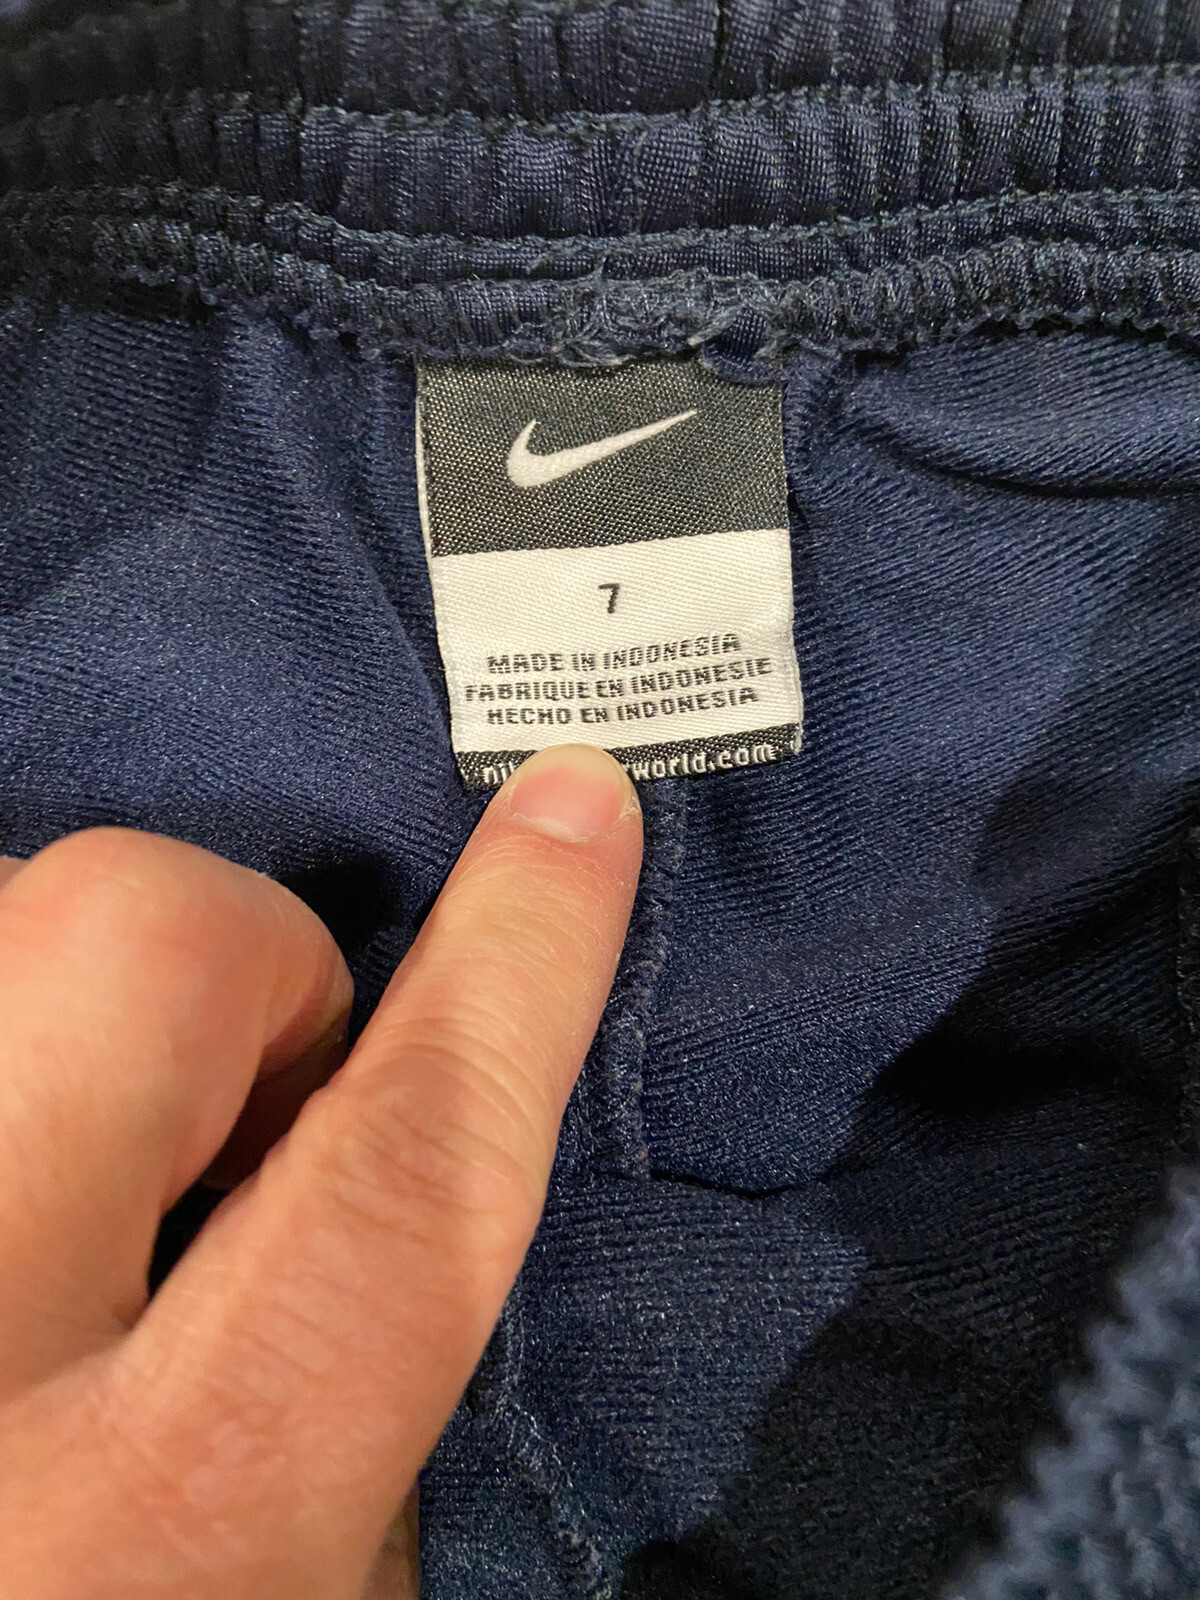 7
MADE IN INDONESIA
FABRIQUE EN INDONESIE
HECHO EN INDONESIA